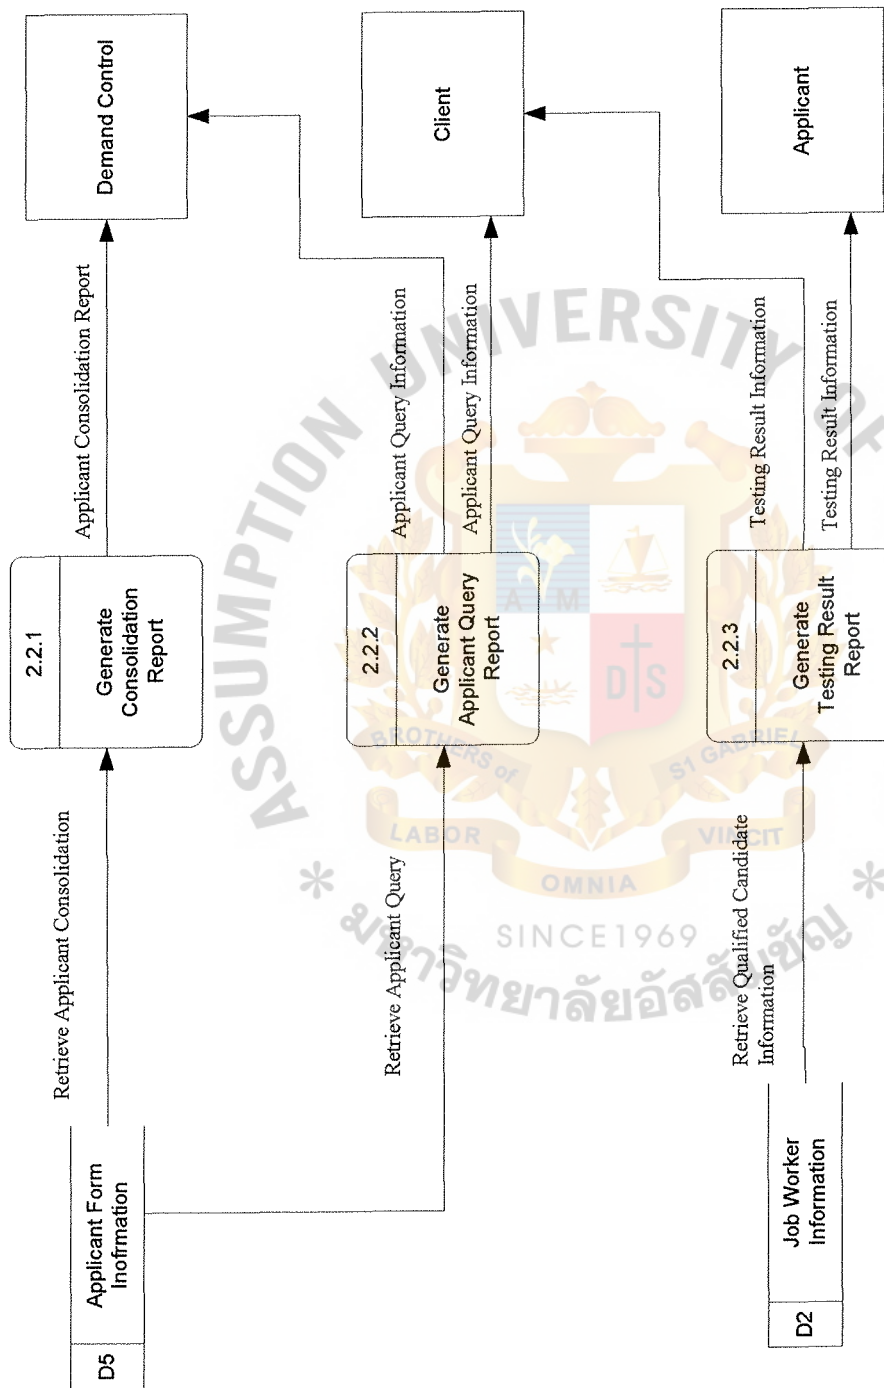 D5
Applicant Form
Inofrmation
Retrieve Applicant Consolidation
2.2.1
Generate
Consolidation
Report
Applicant Consolidation Report
Demand Control
Retrieve Applicant Query
2.2.2
Generate
Applicant Query
Report
Applicant Query Information
Applicant Query Information
Client
D2
Job Worker
Information
Retrieve Qualified Candidate
Information
2.2.3
Generate
Testing Result
Report
Testing Result Information
Testing Result Information
Applicant
ASSUMPTION UNIVERSITY OF
A M
D S
BROTHERS of
S1 GABRIEL
LABOR
VINCIT
OMNIA
SINCE1969
* มหาวิทยาลัยอัสสัมชัญ *